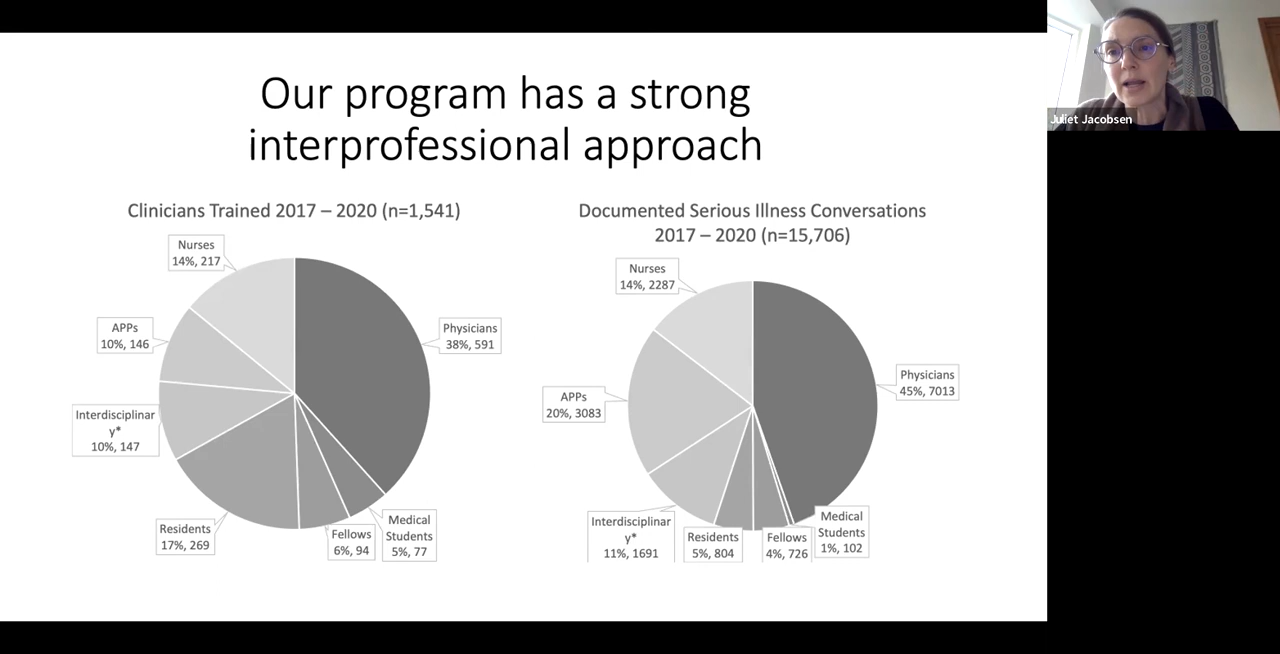 Our program has a strong
interprofessional approach
Clinicians Trained 2017 – 2020 (n=1,541)
Nurses
14%, 217
APPs
10%, 146
Physicians
38%, 591
Interdisciplinar
y*
10%, 147
Residents
17%, 269
Fellows
6%, 94
Medical
Students
5%, 77
Documented Serious Illness Conversations
2017 – 2020 (n=15,706)
Nurses
14%, 2287
APPs
20%, 3083
Physicians
45%, 7013
Interdisciplinar
y*
11%, 1691
Residents
5%, 804
Fellows
4%, 726
Medical
Students
1%, 102
Juliet Jacobsen